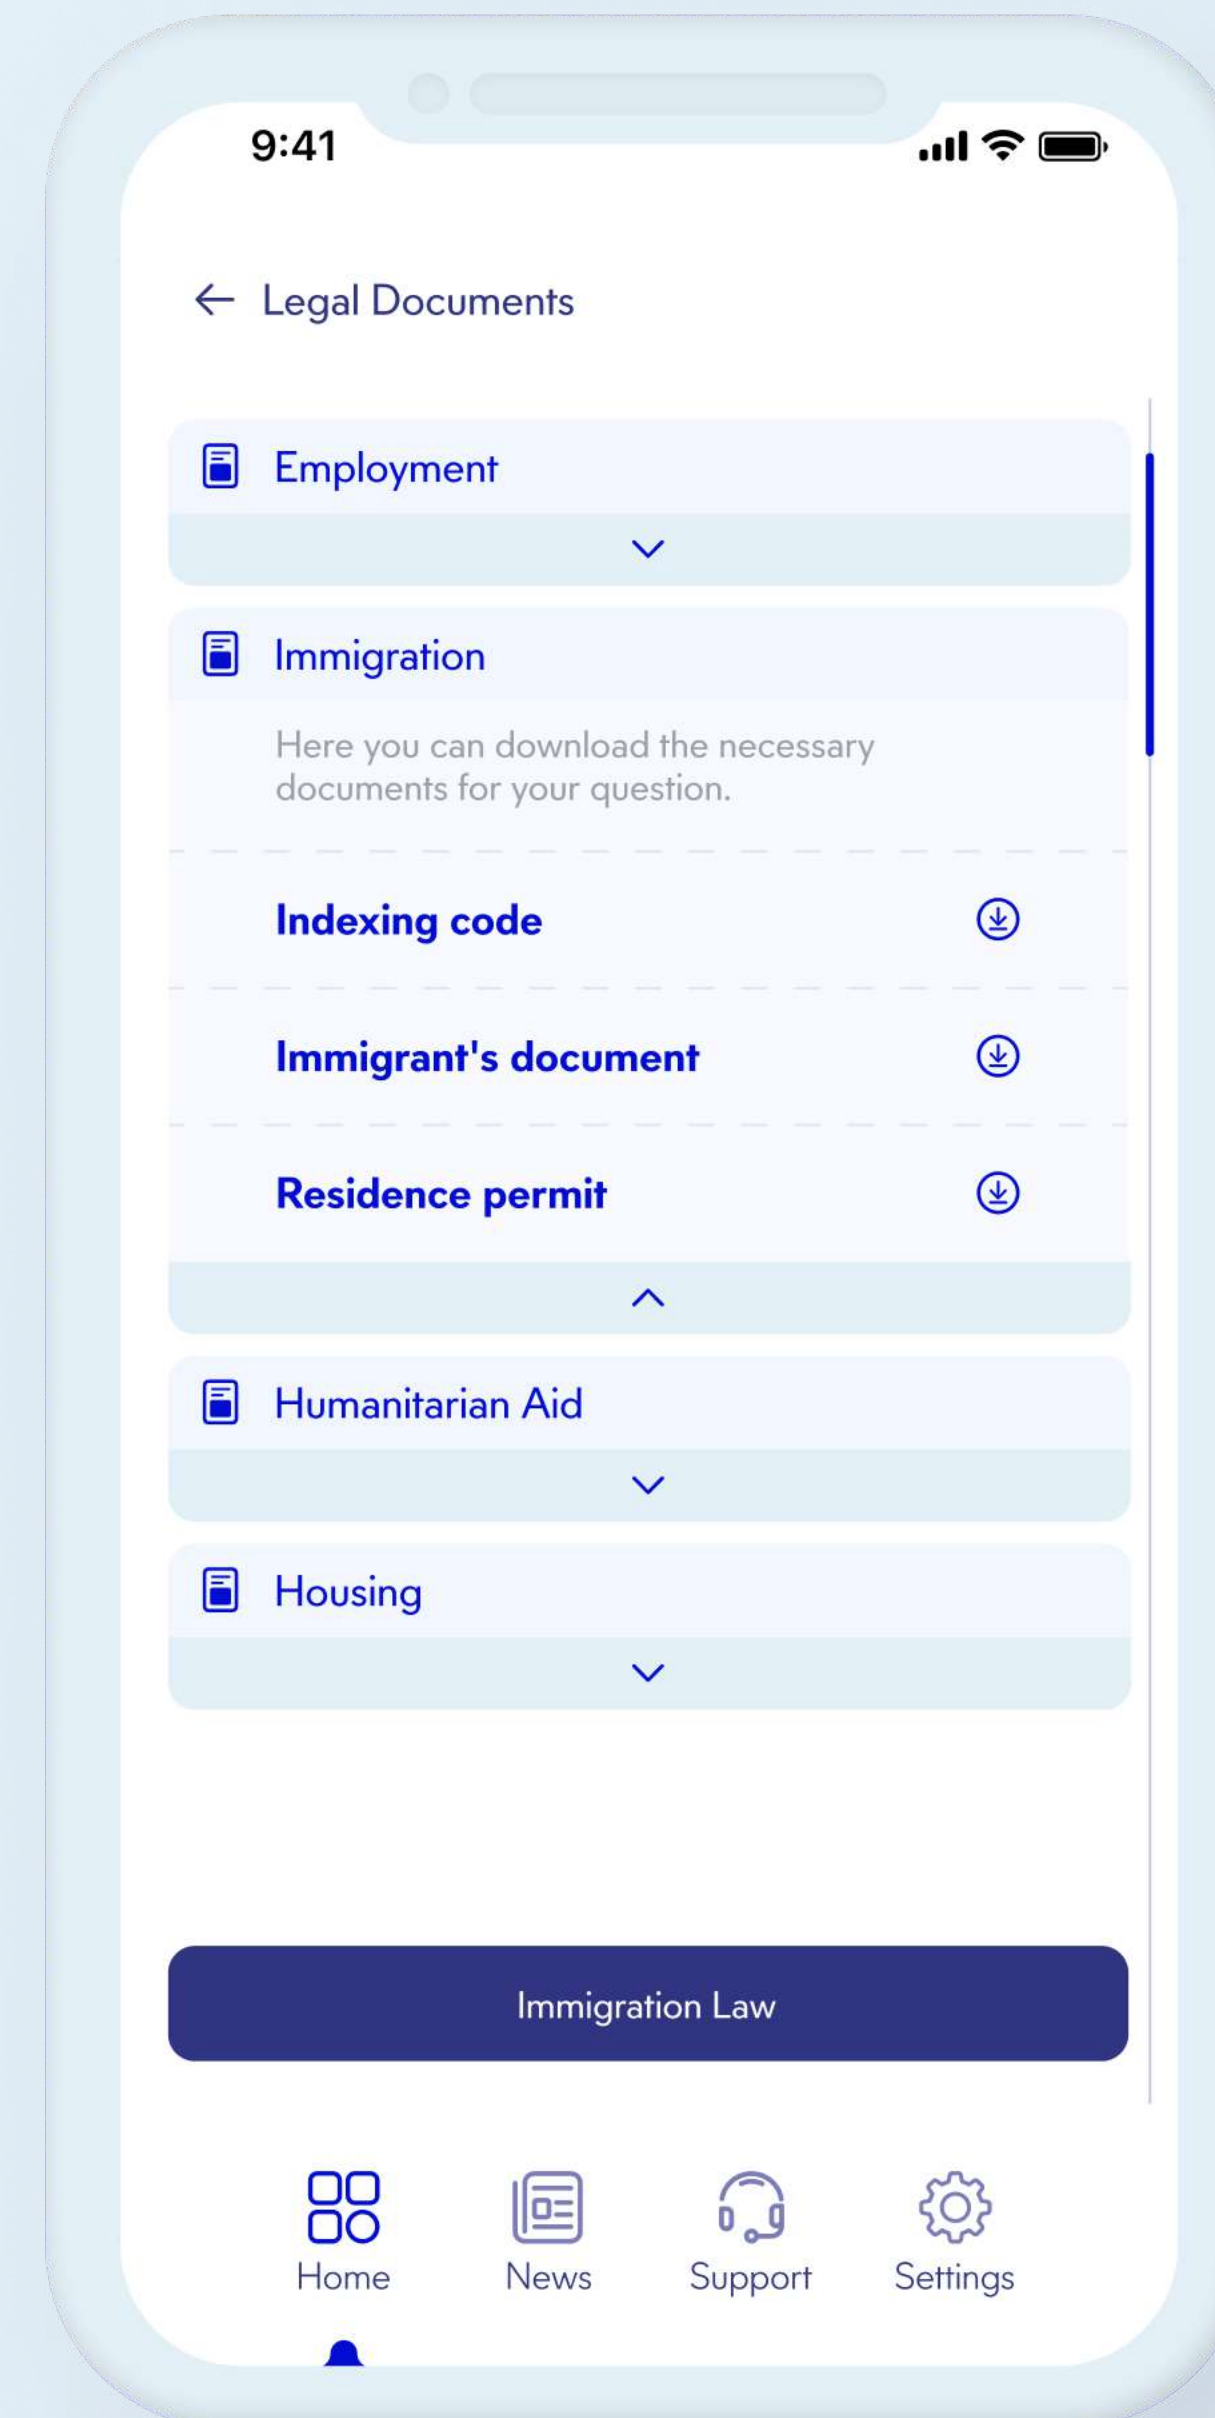 9:41
Legal Documents
Employment
Immigration
Here you can download the necessary
documents for your question.
Indexing code
Immigrant's document
Residence permit
Humanitarian Aid
Housing
Immigration Law
Home News Support Settings